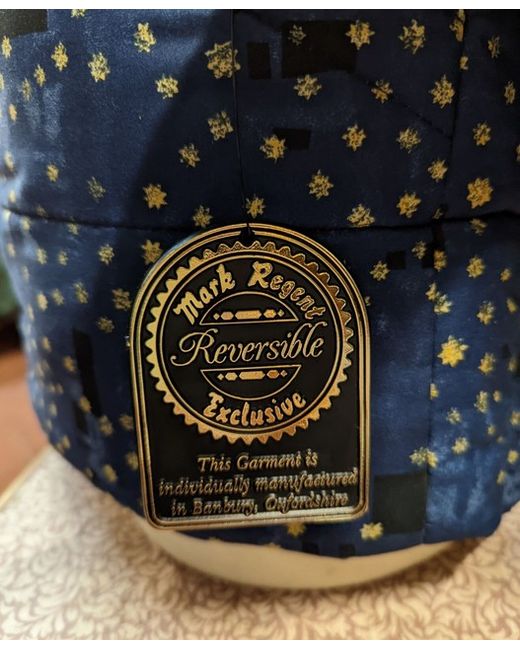 Mark Regent
Reversible
Exclusive
This Garment is
individually manufactured
in Banbury, Oxfordshire